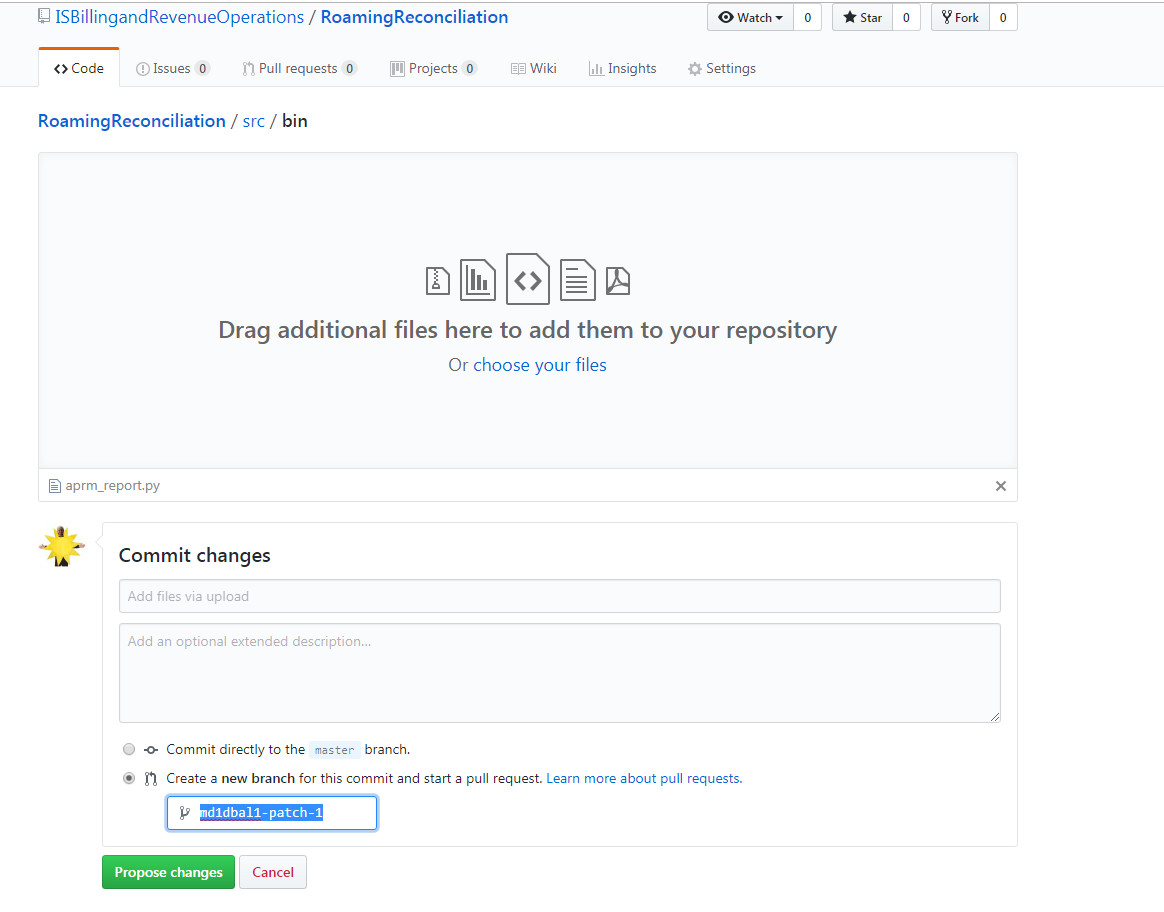 ISBillingandRevenueOperations / RoamingReconciliation Watch 0 Star 0 Fork 0
Code Issues 0 Pull requests 0 Projects 0 Wiki Insights Settings
RoamingReconciliation / src / bin
Drag additional files here to add them to your repository
Or choose your files
aprm_report.py
Commit changes
Add files via upload
Add an optional extended description...
Commit directly to the master branch.
Create a new branch for this commit and start a pull request. Learn more about pull requests.
md1dbal1-patch-1
Propose changes Cancel